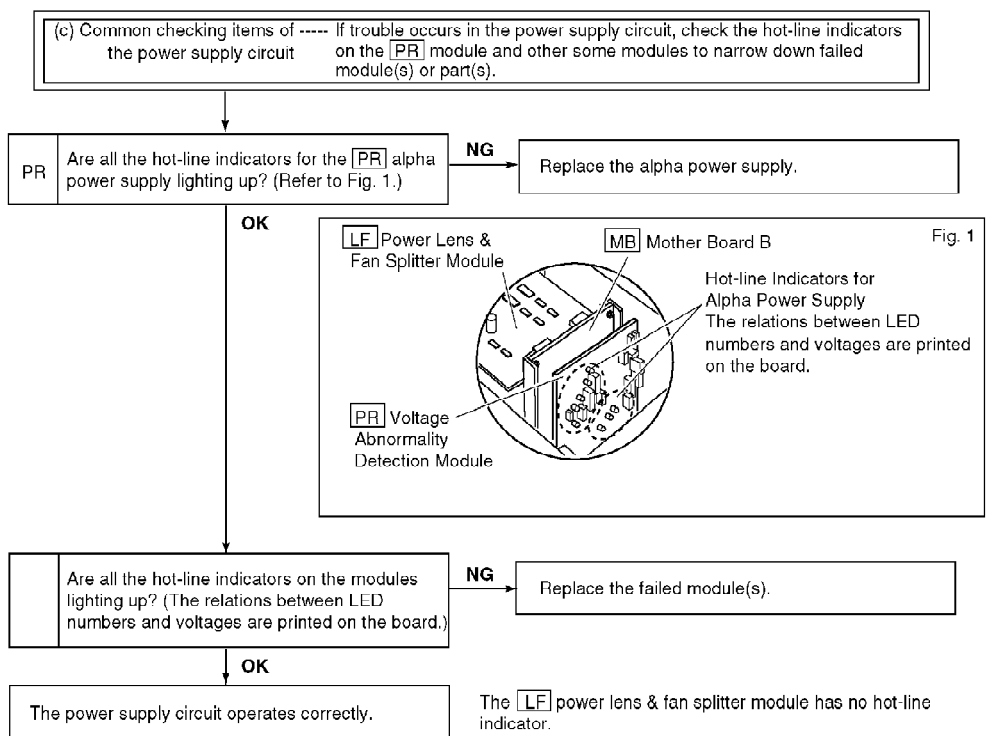 (c) Common checking items of ----- If trouble occurs in the power supply circuit, check the hot-line indicators
the power supply circuit on the PR module and other some modules to narrow down failed
module(s) or part(s).
PR
Are all the hot-line indicators for the PR alpha
power supply lighting up? (Refer to Fig. 1.)
NG
Replace the alpha power supply.
OK
Fig. 1
LF Power Lens &
Fan Splitter Module
MB Mother Board B
Hot-line Indicators for
Alpha Power Supply
The relations between LED
numbers and voltages are printed
on the board.
PR Voltage
Abnormality
Detection Module
Are all the hot-line indicators on the modules
lighting up? (The relations between LED
numbers and voltages are printed on the board.)
NG
Replace the failed module(s).
OK
The power supply circuit operates correctly.
The LF power lens & fan splitter module has no hot-line
indicator.